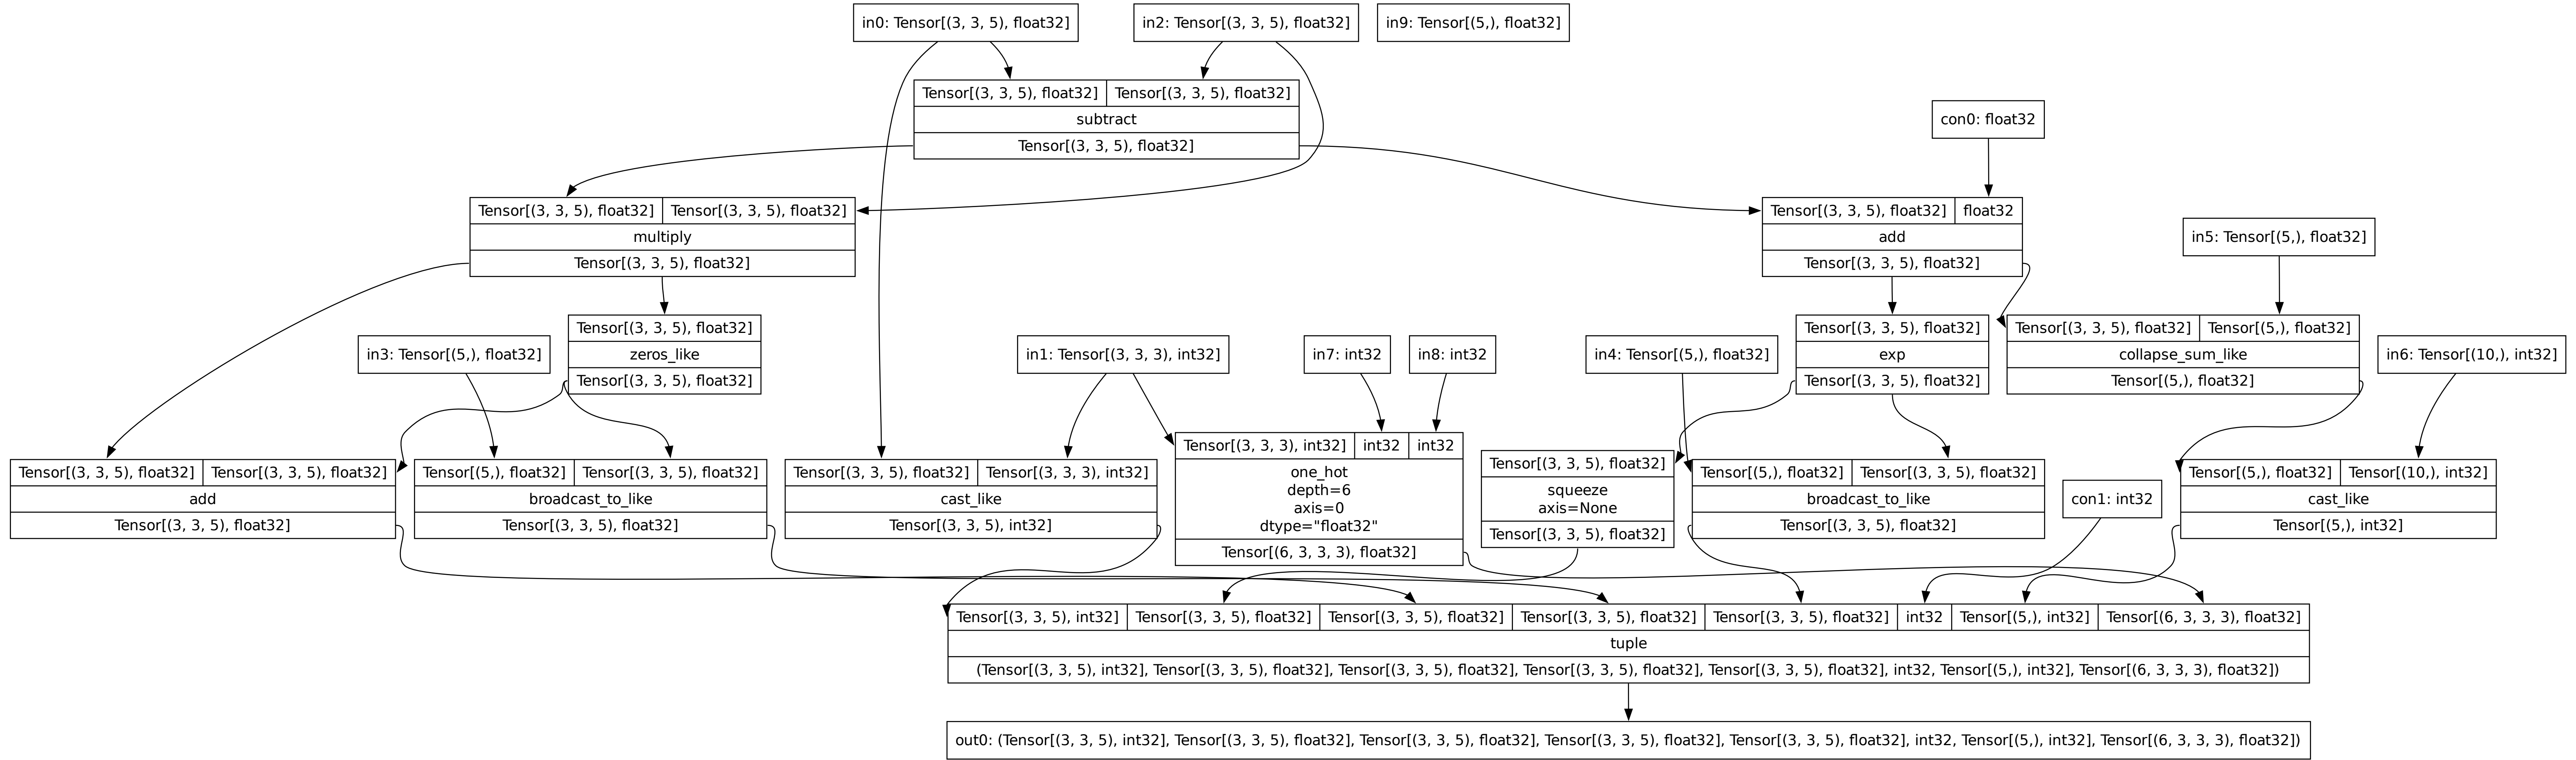 in0: Tensor[(3, 3, 5), float32]
in2: Tensor[(3, 3, 5), float32]
in9: Tensor[(5,), float32]
Tensor[(3, 3, 5), float32] Tensor[(3, 3, 5), float32]
subtract
Tensor[(3, 3, 5), float32]
con0: float32
Tensor[(3, 3, 5), float32] Tensor[(3, 3, 5), float32]
multiply
Tensor[(3, 3, 5), float32]
Tensor[(3, 3, 5), float32] float32
add
Tensor[(3, 3, 5), float32]
in5: Tensor[(5,), float32]
in3: Tensor[(5,), float32]
Tensor[(3, 3, 5), float32]
zeros_like
Tensor[(3, 3, 5), float32]
in1: Tensor[(3, 3, 3), int32]
in7: int32
in8: int32
in4: Tensor[(5,), float32]
Tensor[(3, 3, 5), float32]
exp
Tensor[(3, 3, 5), float32]
Tensor[(3, 3, 5), float32] Tensor[(5,), float32]
collapse_sum_like
Tensor[(5,), float32]
in6: Tensor[(10,), int32]
Tensor[(3, 3, 5), float32] Tensor[(3, 3, 5), float32]
add
Tensor[(3, 3, 5), float32]
Tensor[(5,), float32] Tensor[(3, 3, 5), float32]
broadcast_to_like
Tensor[(3, 3, 5), float32]
Tensor[(3, 3, 5), float32] Tensor[(3, 3, 3), int32]
cast_like
Tensor[(3, 3, 5), int32]
Tensor[(3, 3, 3), int32] int32 int32
one_hot
depth=6
axis=0
dtype="float32"
Tensor[(6, 3, 3, 3), float32]
Tensor[(3, 3, 5), float32]
squeeze
axis=None
Tensor[(3, 3, 5), float32]
Tensor[(5,), float32] Tensor[(3, 3, 5), float32]
broadcast_to_like
Tensor[(3, 3, 5), float32]
con1: int32
Tensor[(5,), float32] Tensor[(10,), int32]
cast_like
Tensor[(5,), int32]
Tensor[(3, 3, 5), int32] Tensor[(3, 3, 5), float32] Tensor[(3, 3, 5), float32] Tensor[(3, 3, 5), float32] Tensor[(3, 3, 5), float32] int32 Tensor[(5,), int32] Tensor[(6, 3, 3, 3), float32]
tuple
(Tensor[(3, 3, 5), int32], Tensor[(3, 3, 5), float32], Tensor[(3, 3, 5), float32], Tensor[(3, 3, 5), float32], Tensor[(3, 3, 5), float32], int32, Tensor[(5,), int32], Tensor[(6, 3, 3, 3), float32])
out0: (Tensor[(3, 3, 5), int32], Tensor[(3, 3, 5), float32], Tensor[(3, 3, 5), float32], Tensor[(3, 3, 5), float32], Tensor[(3, 3, 5), float32], int32, Tensor[(5,), int32], Tensor[(6, 3, 3, 3), float32])